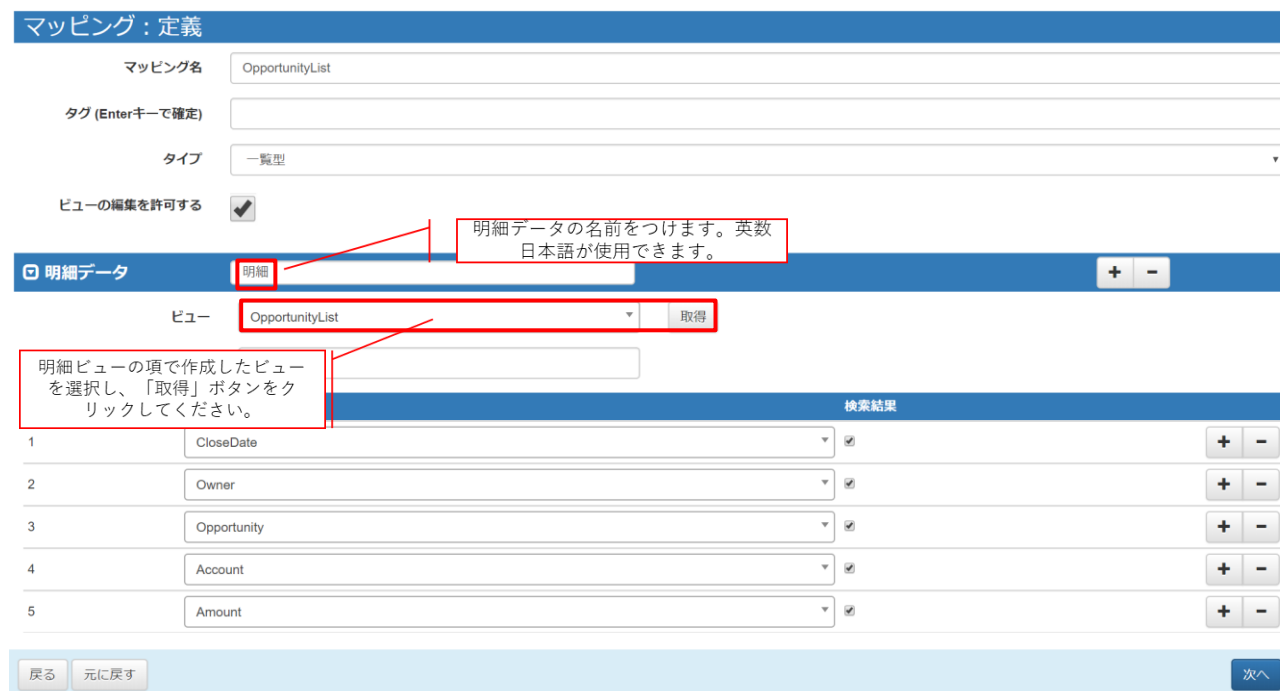 マッピング：定義
マッピング名
OpportunityList
タグ (Enterキーで確定)
タイプ
一覧型
ビューの編集を許可する
明細データの名前をつけます。英数
日本語が使用できます。
明細データ
明細
ビュー
OpportunityList
取得
明細ビューの項で作成したビュー
を選択し、「取得」ボタンをク
リックしてください。
検索結果
1
CloseDate
2
Owner
3
Opportunity
4
Account
5
Amount
戻る
元に戻す
次へ